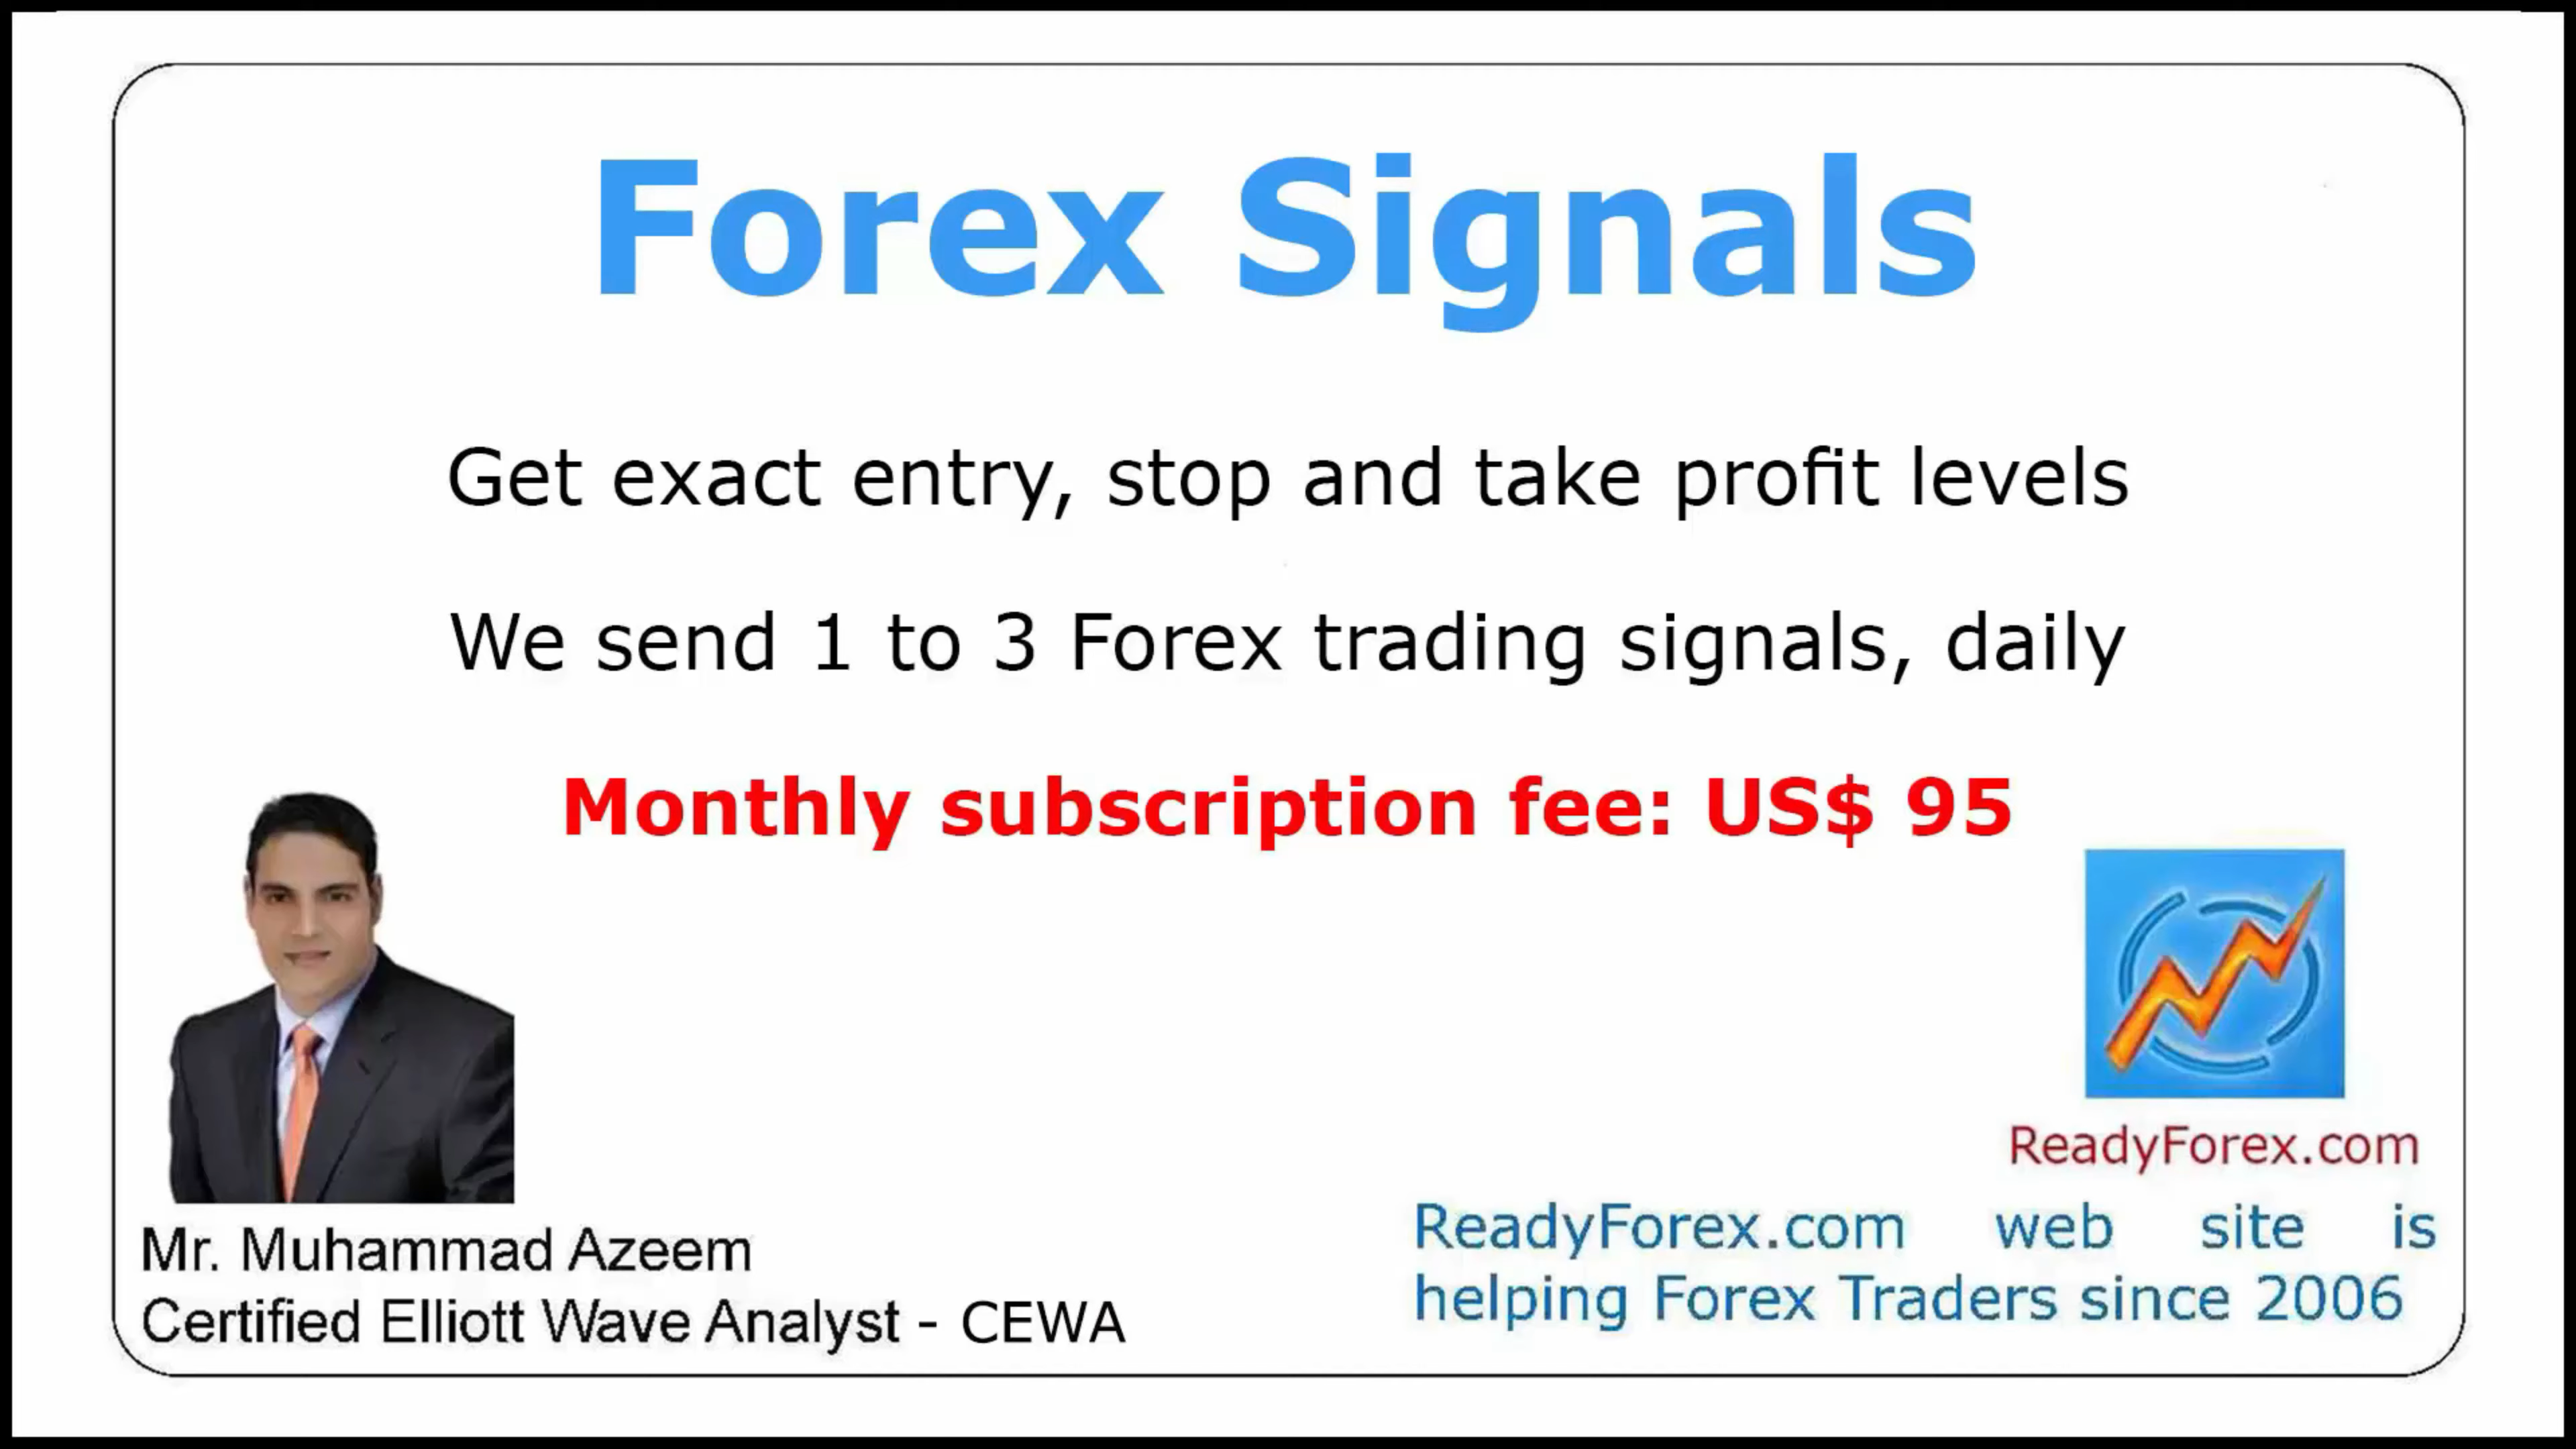 Forex Signals
Get exact entry, stop and take profit levels
We send 1 to 3 Forex trading signals, daily
Monthly subscription fee: US$ 95
ReadyForex.com
Mr. Muhammad Azeem
Certified Elliott Wave Analyst - CEWA
ReadyForex.com web site is
helping Forex Traders since 2006